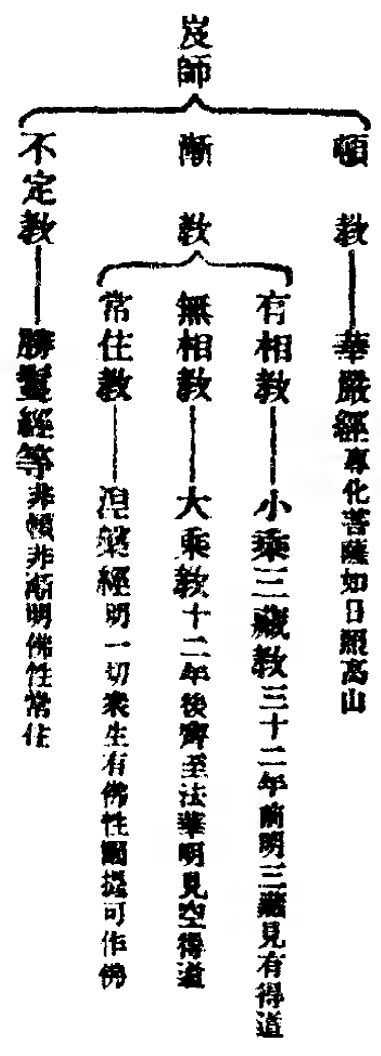 岌師
頓教
華嚴經專化菩薩如日照高山
漸教
有相教
小乘三藏教三十二年前明三藏見有得道
無相教
大乘教十二年後齊至法華明見空得道
常住教
涅槃經明一切衆生有佛性闡提可作佛
不定教
勝鬘經等非頓非漸明佛性常住